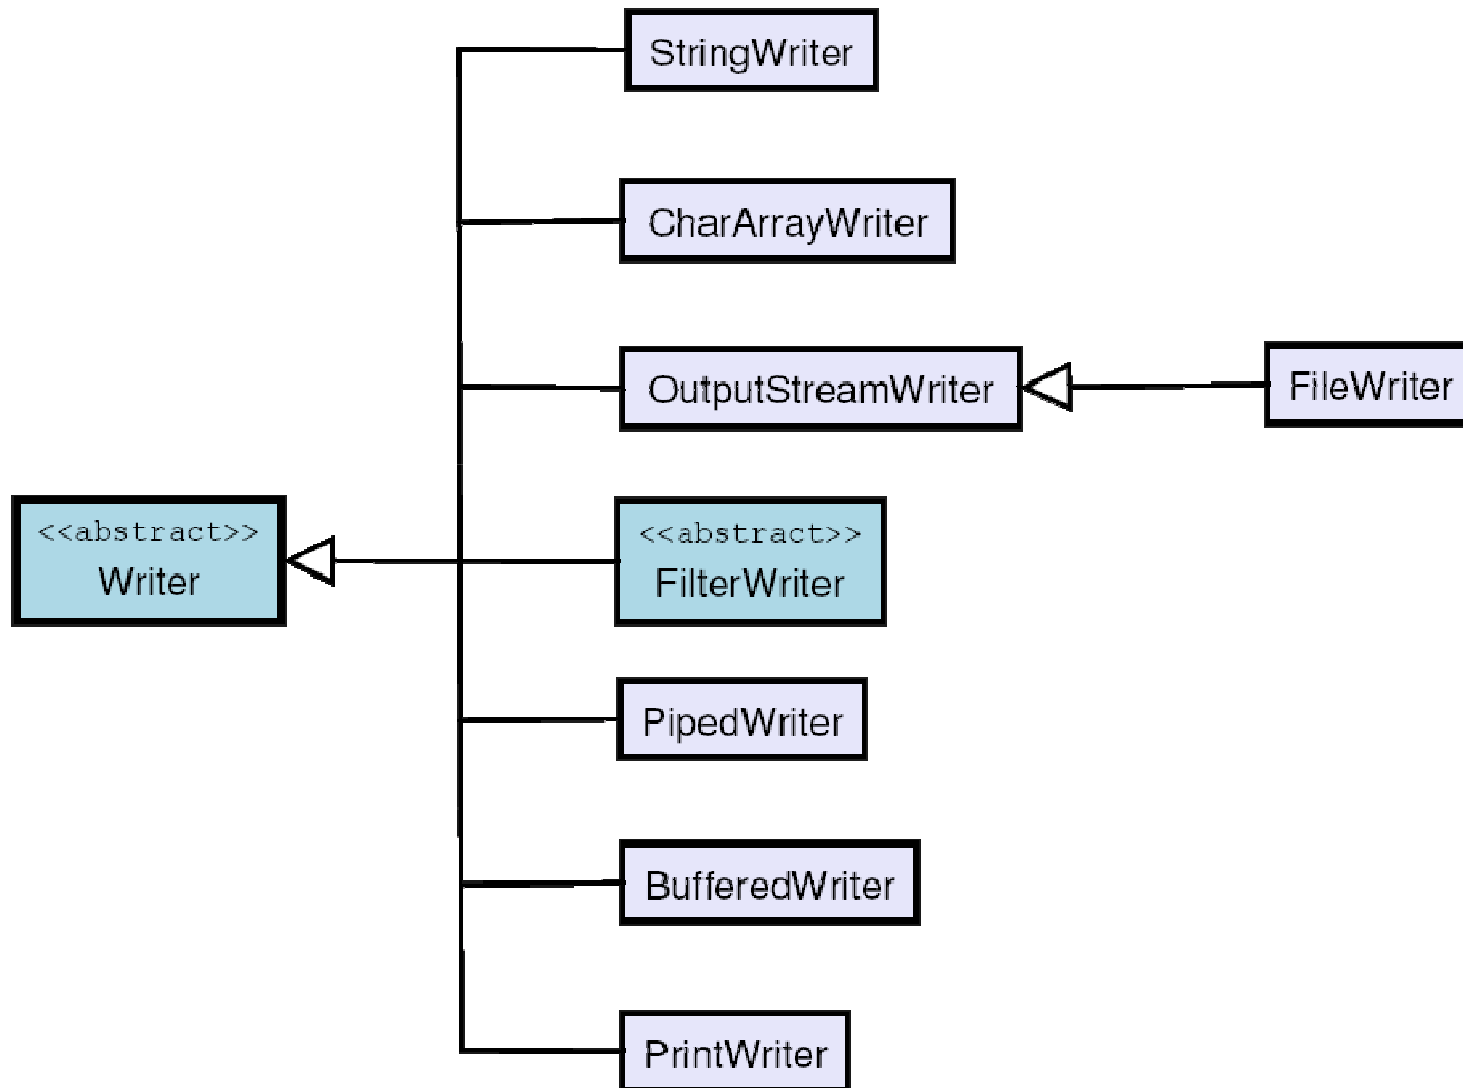 StringWriter
CharArrayWriter
OutputStreamWriter
FileWriter
<<abstract>>
Writer
<<abstract>>
FilterWriter
PipedWriter
BufferedWriter
PrintWriter